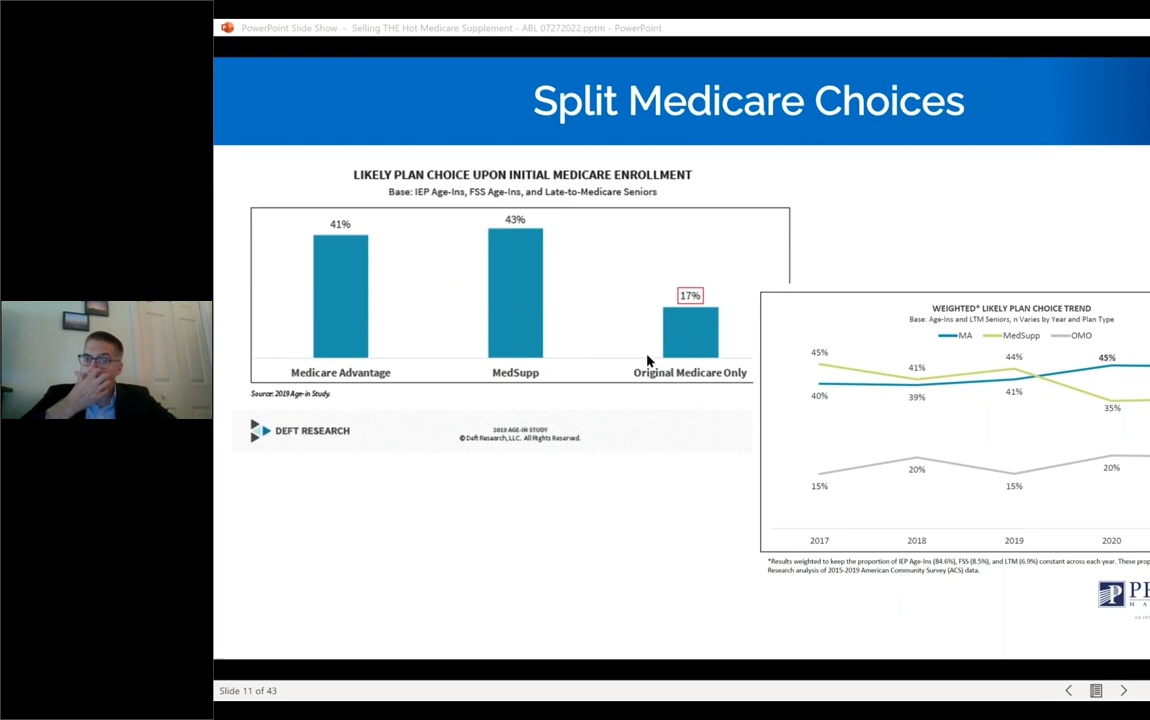 PowerPoint Slide Show - Selling THE Hot Medicare Supplement - ABL 07272022.pptm - PowerPoint
Split Medicare Choices
LIKELY PLAN CHOICE UPON INITIAL MEDICARE ENROLLMENT
Base: IEP Age-Ins, FSS Age-Ins, and Late-to-Medicare Seniors
41%
43%
17%
Medicare Advantage
MedSupp
Original Medicare Only
Source: 2019 Age-in Study.
DEFT RESEARCH
2019 AGE-IN STUDY
© Deft Research, LLC. All Rights Reserved.
WEIGHTED* LIKELY PLAN CHOICE TREND
Base: Age-Ins and LTM Seniors, n Varies by Year and Plan Type
MA
MedSupp
OMO
45%
41%
44%
45%
40%
39%
41%
35%
15%
20%
15%
20%
2017
2018
2019
2020
*Results weighted to keep the proportion of IEP Age-Ins (84.6%), FSS (8.5%), and LTM (6.9%) constant across each year. These
Research analysis of 2015-2019 American Community Survey (ACS) data.
Slide 11 of 43